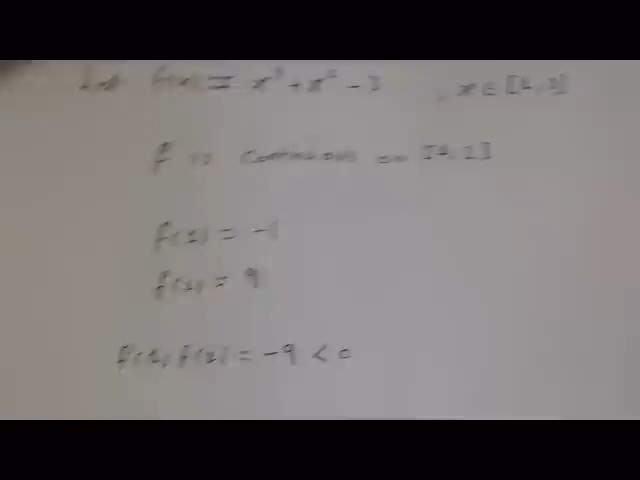 Let f(x) = x³ + x² - 3 , x ∈ [1, 2]
f is continuous on [1, 2]
f(1) = -1
f(2) = 9
f(1) f(2) = -9 < 0